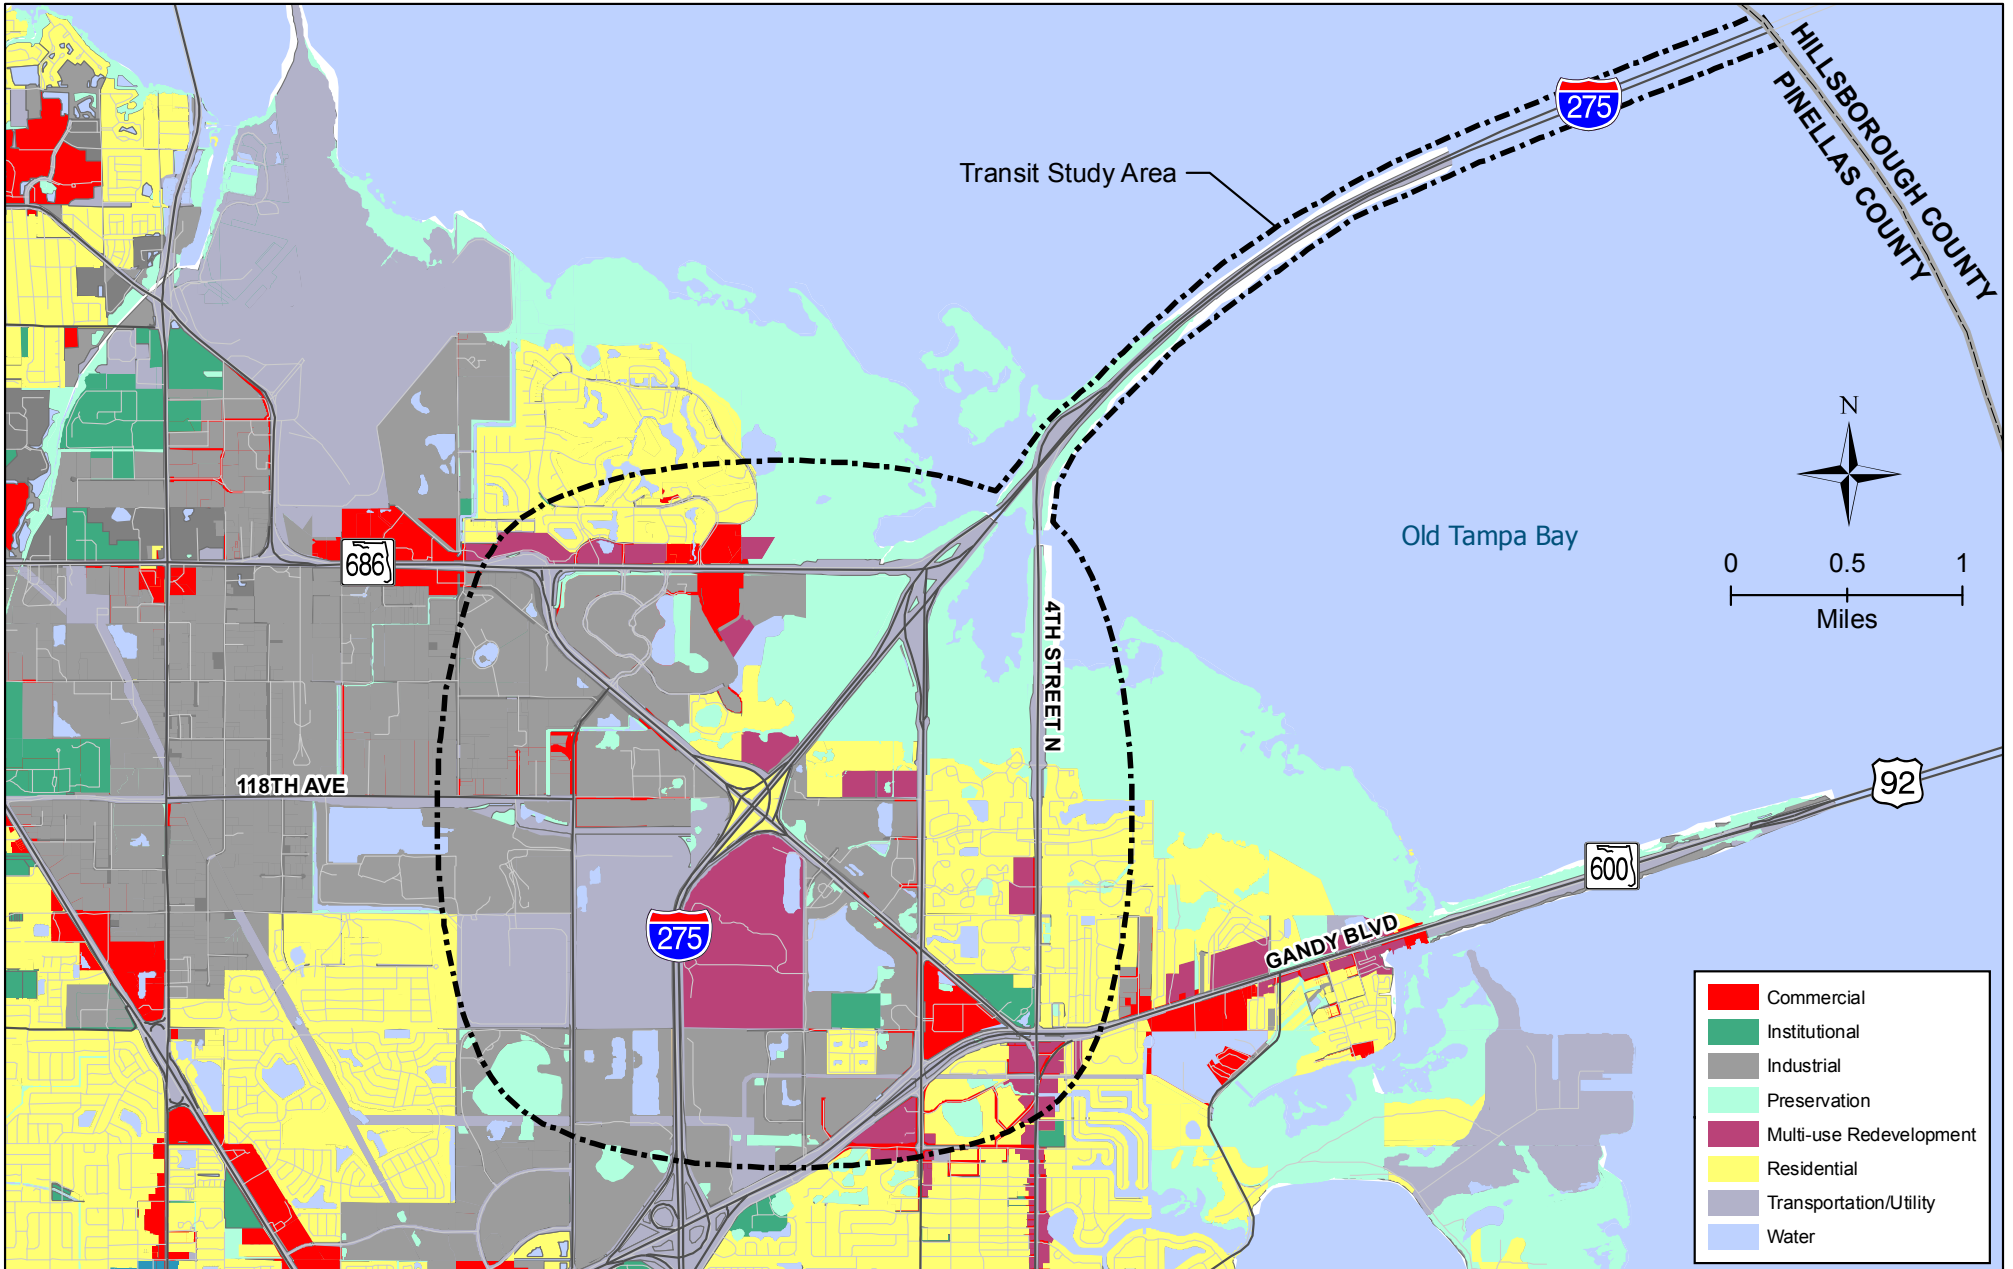 HILLSBOROUGH COUNTY
PINELLAS COUNTY
275
Transit Study Area
N
Old Tampa Bay
0 0.5 1
Miles
686
4TH STREET N
118TH AVE
92
600
275
GANDY BLVD
Commercial
Institutional
Industrial
Preservation
Multi-use Redevelopment
Residential
Transportation/Utility
Water